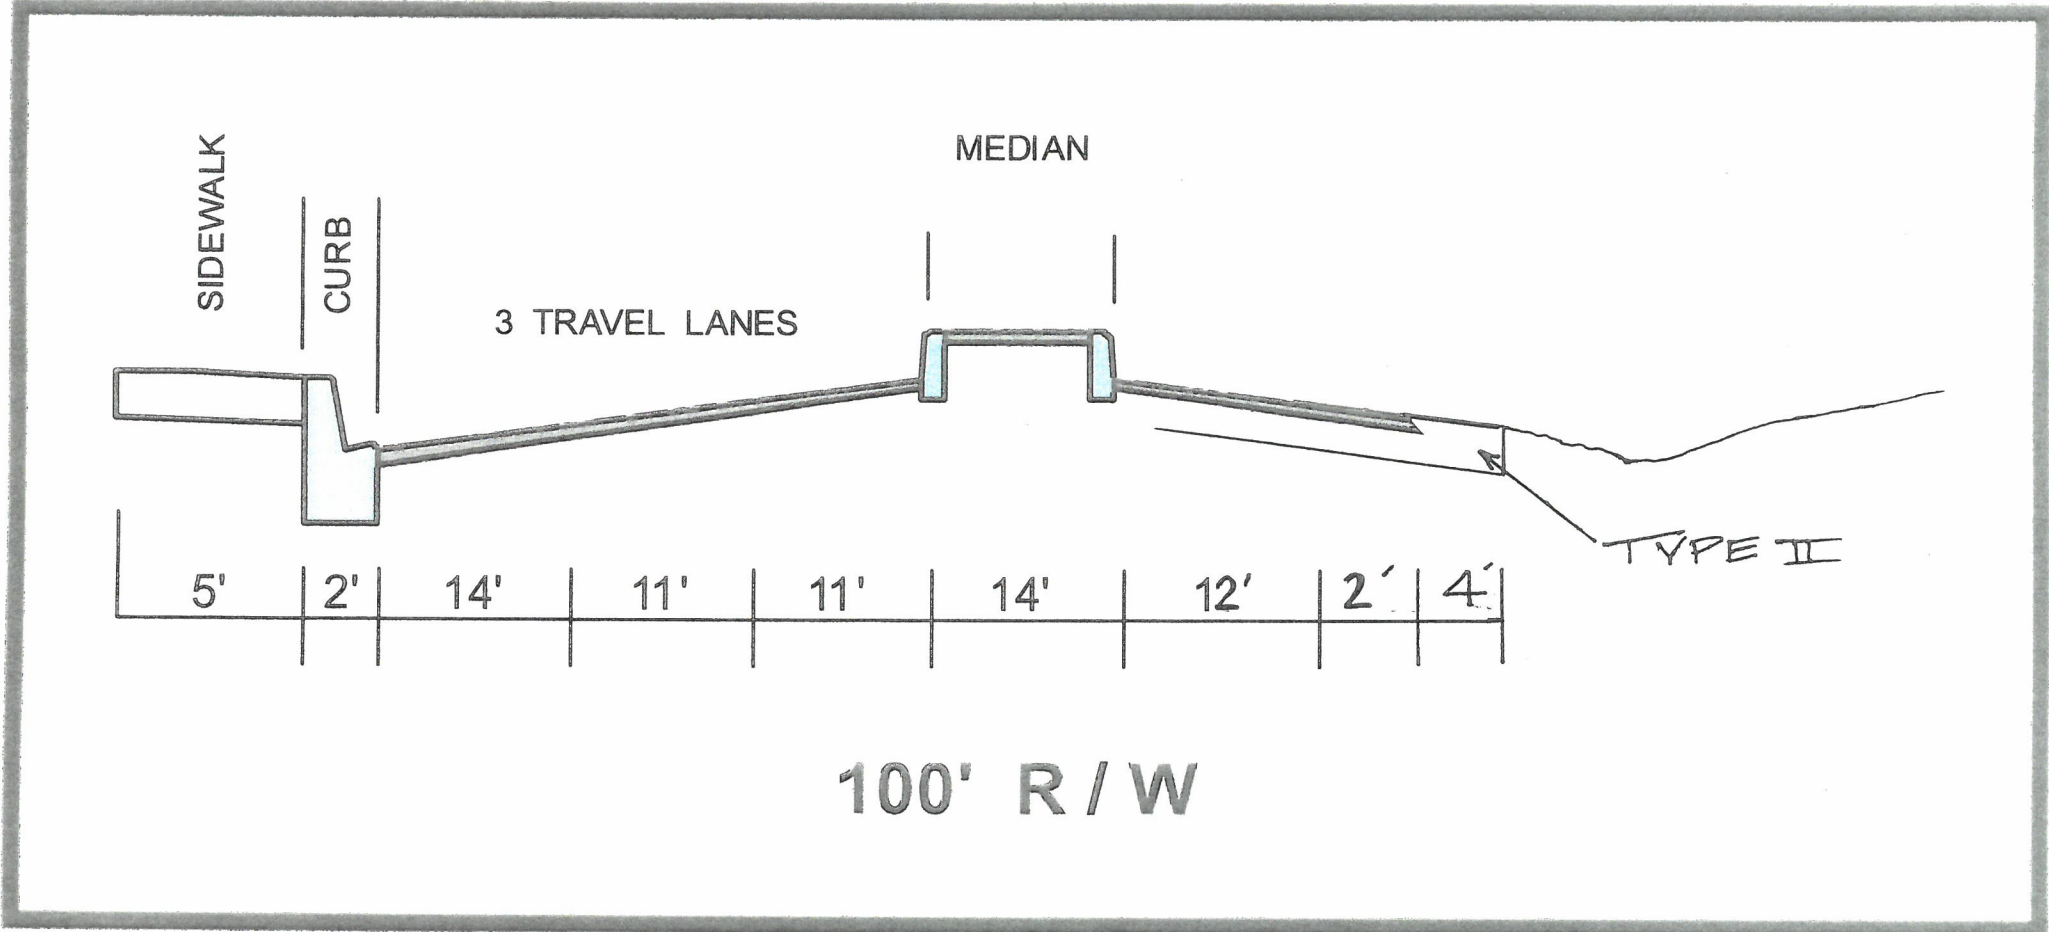 MEDIAN
SIDEWALK
CURB
3 TRAVEL LANES
TYPE II
5' 2' 14' 11' 11' 14' 12' 2' 4'
100' R / W